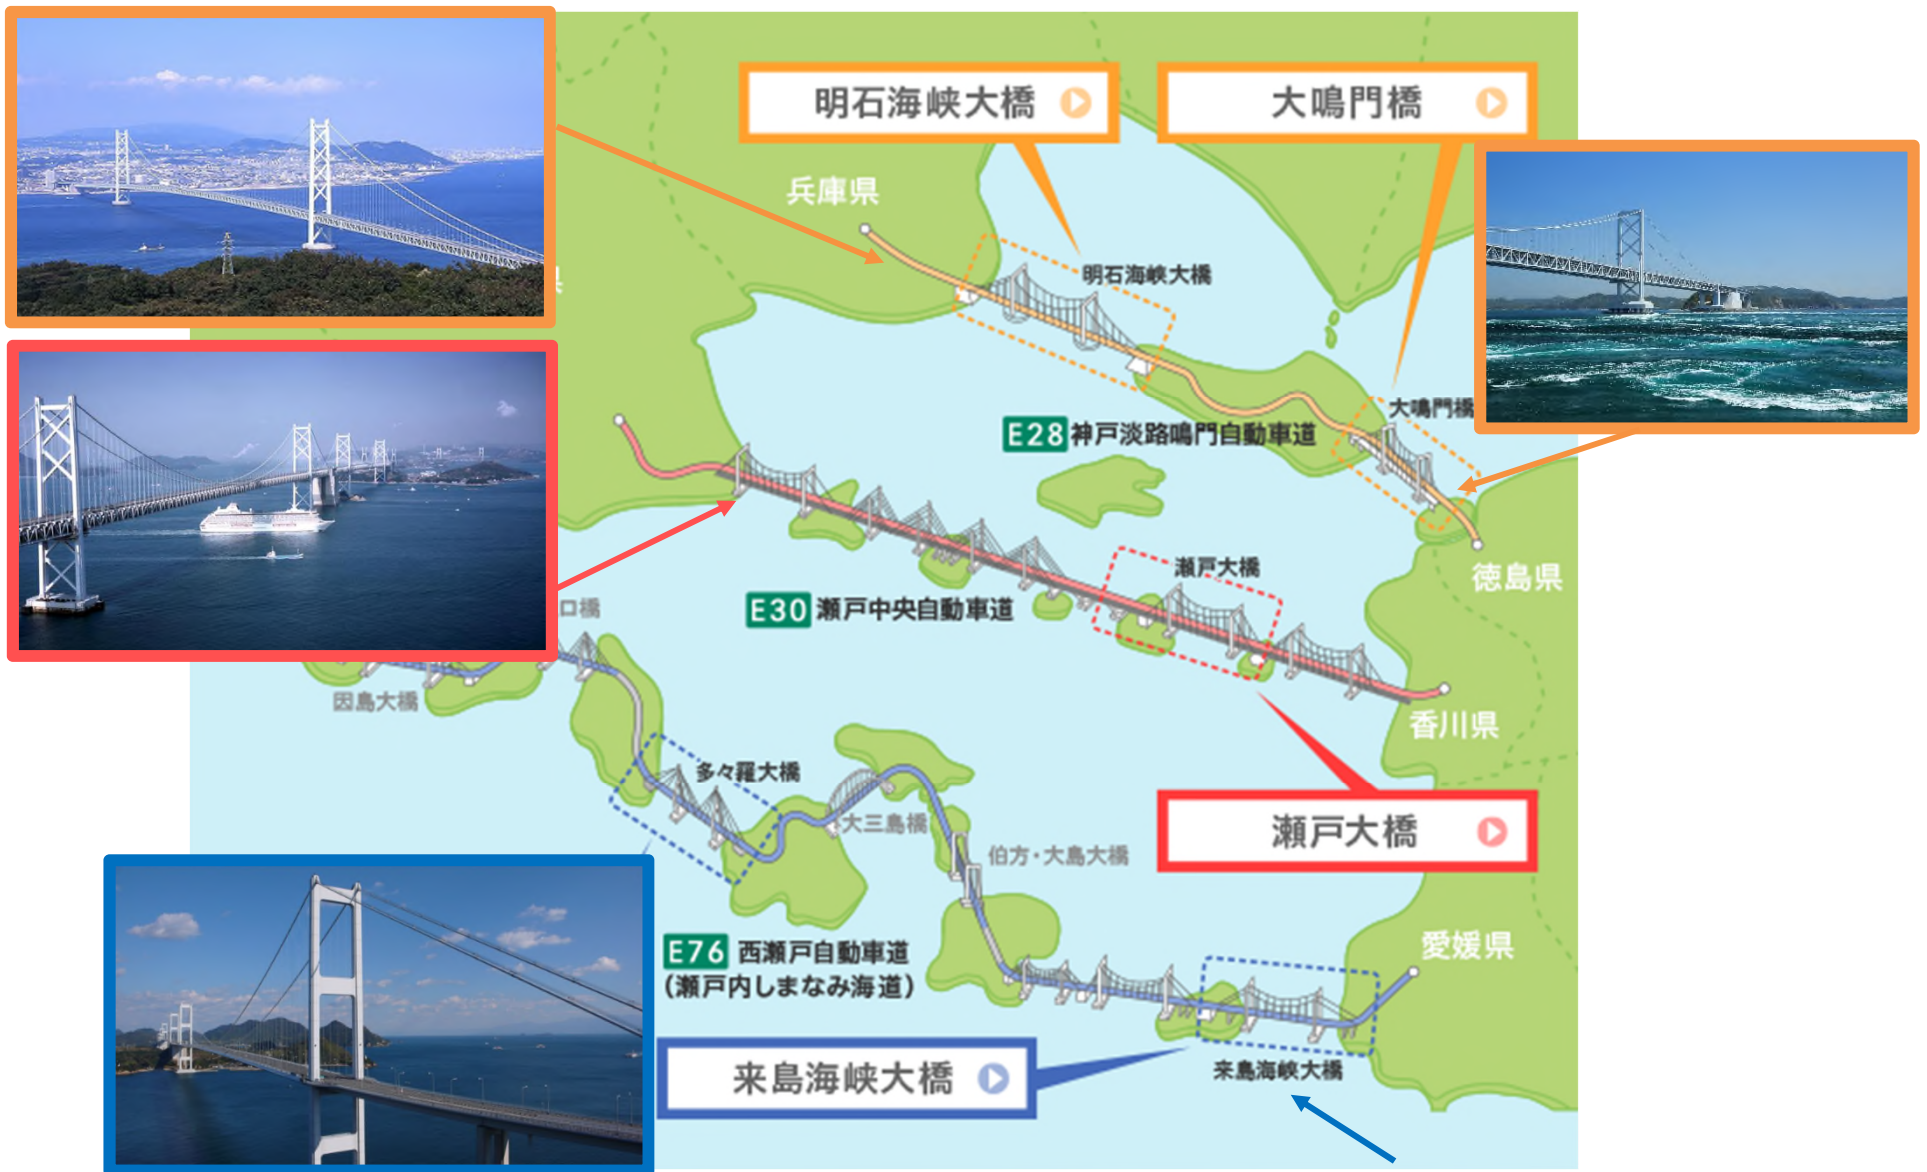 明石海峡大橋
大鳴門橋
兵庫県
明石海峡大橋
大鳴門橋
E28 神戸淡路鳴門自動車道
瀬戸大橋
徳島県
E30 瀬戸中央自動車道
口橋
因島大橋
香川県
多々羅大橋
大三島橋
瀬戸大橋
伯方・大島大橋
E76 西瀬戸自動車道
(瀬戸内しまなみ海道)
愛媛県
来島海峡大橋
来島海峡大橋